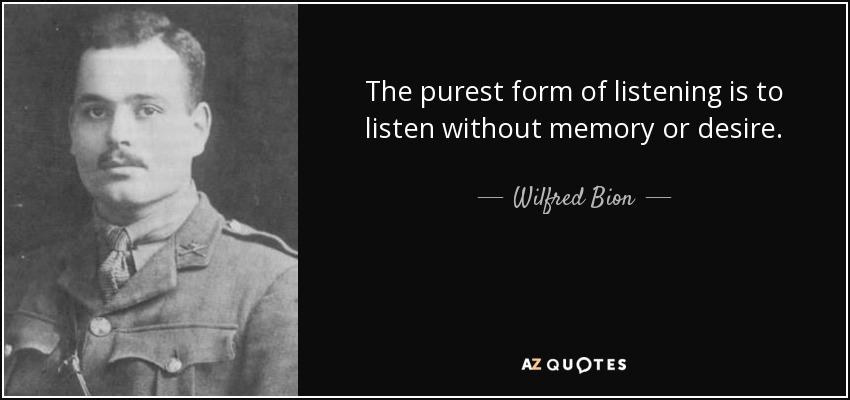 The purest form of listening is to
listen without memory or desire.
Wilfred Bion
AZ QUOTES